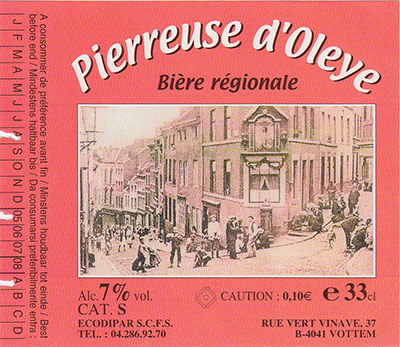 Pierreuse d'Oleye
Bière régionale
A consommer de préférence avant fin / Minstens houdbaar tot einde / Best
before end / Mindestens haltbaar bis / Da consumarsi preferibilmente entra :
J F M A M J J A S O N D 05 06 07 08 A B C D
Alc. 7% vol.
CAT. S
ECODIPAR S.C.F.S.
TEL. : 04.286.92.70
CAUTION : 0,10€ e 33cl
RUE VERT VINAVE, 37
B-4041 VOTTEM